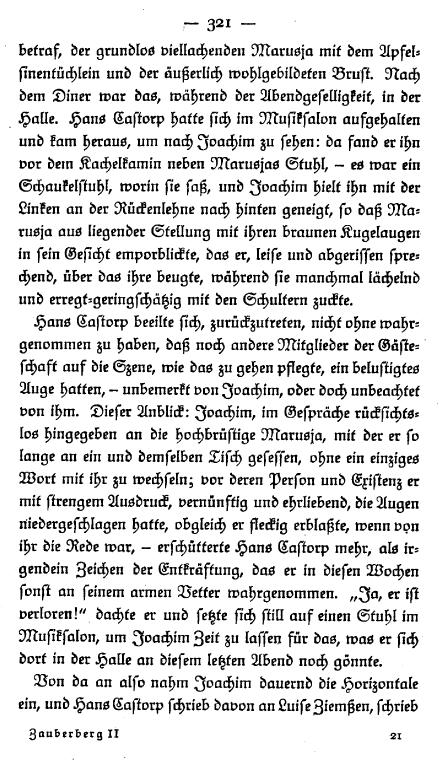 — 321 —
betraf, der grundlos viellachenden Marusja mit dem Apfel-
sinentüchlein und der äußerlich wohlgebildeten Brust. Nach
dem Diner war das, während der Abendgeselligkeit, in der
Halle. Hans Castorp hatte sich im Musiksalon aufgehalten
und kam heraus, um nach Joachim zu sehen: da fand er ihn
vor dem Kachelkamin neben Marusjas Stuhl, – es war ein
Schaukelstuhl, worin sie saß, und Joachim hielt ihn mit der
Linken an der Rückenlehne nach hinten geneigt, so daß Ma-
rusja aus liegender Stellung mit ihren braunen Kugelaugen
in sein Gesicht emporblickte, das er, leise und abgerissen spre-
chend, über das ihre beugte, während sie manchmal lächelnd
und erregt-geringschätzig mit den Schultern zuckte.
Hans Castorp beeilte sich, zurückzutreten, nicht ohne wahr-
genommen zu haben, daß noch andere Mitglieder der Gäste-
schaft auf die Szene, wie das zu gehen pflegte, ein belustigtes
Auge hatten, – unbemerkt von Joachim, oder doch unbeachtet
von ihm. Dieser Anblick: Joachim, im Gespräche rücksichts-
los hingegeben an die hochbrüstige Marusja, mit der er so
lange an ein und demselben Tisch gesessen, ohne ein einziges
Wort mit ihr zu wechseln; vor deren Person und Existenz er
mit strengem Ausdruck, vernünftig und ehrliebend, die Augen
niedergeschlagen hatte, obgleich er fleckig erblaßte, wenn von
ihr die Rede war, – erschütterte Hans Castorp mehr, als ir-
gendein Zeichen der Entkräftung, das er in diesen Wochen
sonst an seinem armen Vetter wahrgenommen. „Ja, er ist
verloren!“ dachte er und setzte sich still auf einen Stuhl im
Musiksalon, um Joachim Zeit zu lassen für das, was er sich
dort in der Halle an diesem letzten Abend noch gönnte.
Von da an also nahm Joachim dauernd die Horizontale
ein, und Hans Castorp schrieb davon an Luise Ziemßen, schrieb
Zauberberg II 21